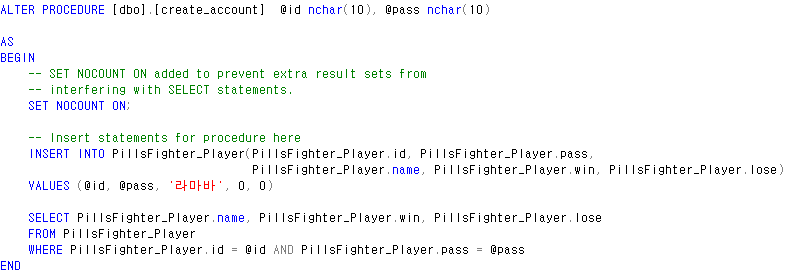 ALTER PROCEDURE [dbo].[create_account]  @id nchar(10), @pass nchar(10)
AS
BEGIN
-- SET NOCOUNT ON added to prevent extra result sets from
-- interfering with SELECT statements.
SET NOCOUNT ON;
-- Insert statements for procedure here
INSERT INTO PillsFighter_Player(PillsFighter_Player.id, PillsFighter_Player.pass,
PillsFighter_Player.name, PillsFighter_Player.win, PillsFighter_Player.lose)
VALUES (@id, @pass, '라마바', 0, 0)
SELECT PillsFighter_Player.name, PillsFighter_Player.win, PillsFighter_Player.lose
FROM PillsFighter_Player
WHERE PillsFighter_Player.id = @id AND PillsFighter_Player.pass = @pass
END